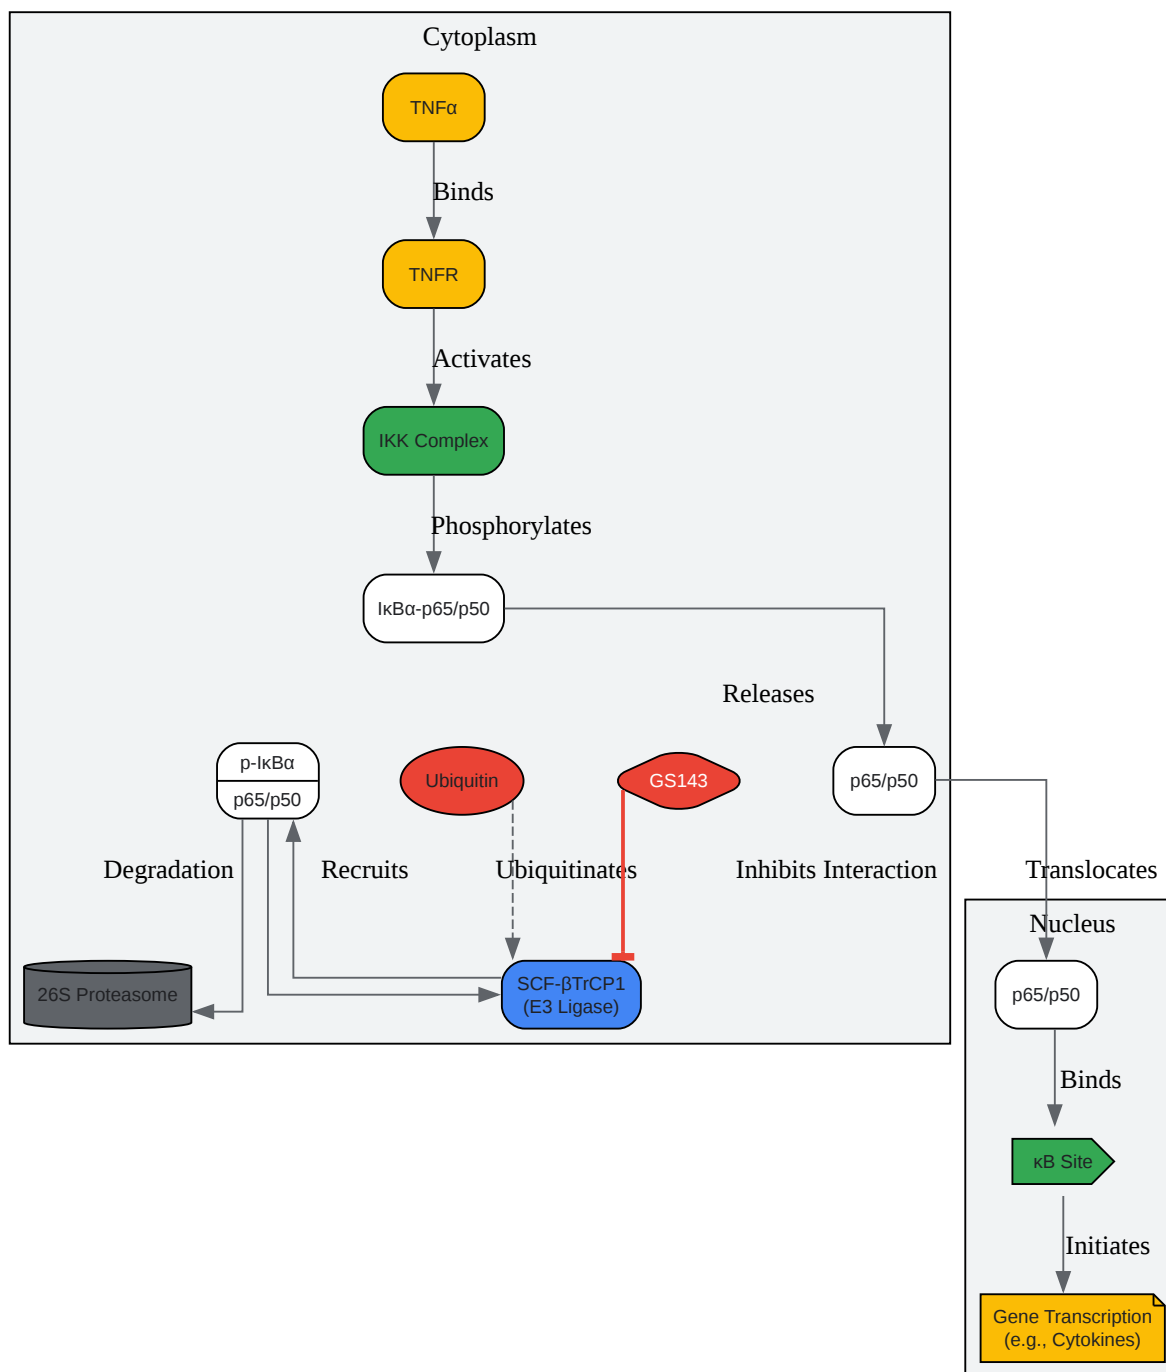 Cytoplasm
TNFα
Binds
TNFR
Activates
IKK Complex
Phosphorylates
IκBα-p65/p50
Releases
p-IκBα
p65/p50
Ubiquitin
GS143
p65/p50
Degradation
Recruits
Ubiquitinates
Inhibits Interaction
Translocates
Nucleus
26S Proteasome
SCF-βTrCP1
(E3 Ligase)
p65/p50
Binds
κB Site
Initiates
Gene Transcription
(e.g., Cytokines)